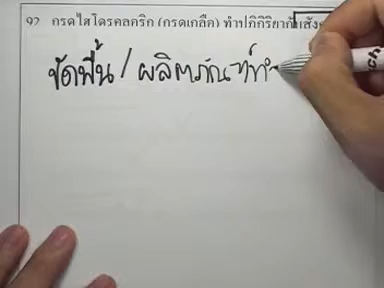 92 กรดไฮโดรคลอริก (กรดเกลือ) ทำปฏิกิริยากับสัง
ขัดพื้น / ผลิตภัณฑ์ทำ